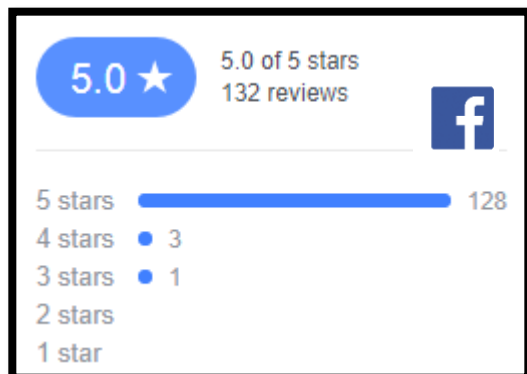 5.0 ★
5.0 of 5 stars
132 reviews
f
5 stars 128
4 stars 3
3 stars 1
2 stars
1 star